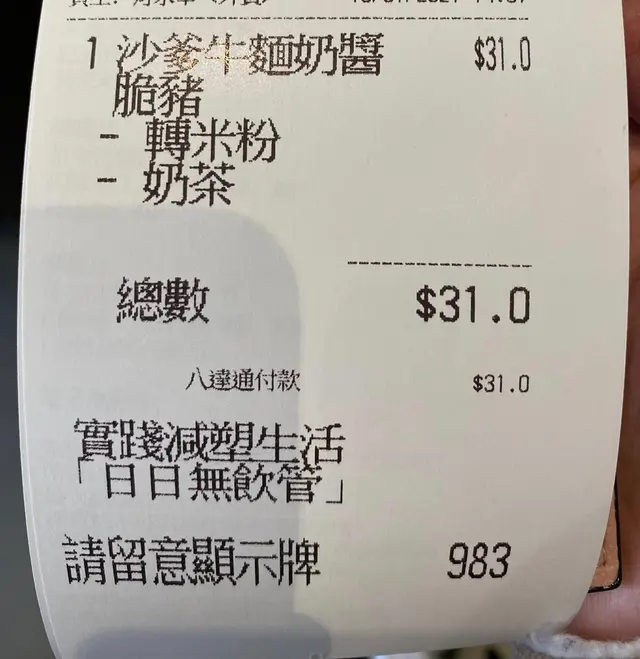 1 沙爹牛麵奶醬 $31.0
脆豬
- 轉米粉
- 奶茶
總數 $31.0
八達通付款 $31.0
實踐減塑生活
「日日無飲管」
請留意顯示牌 983